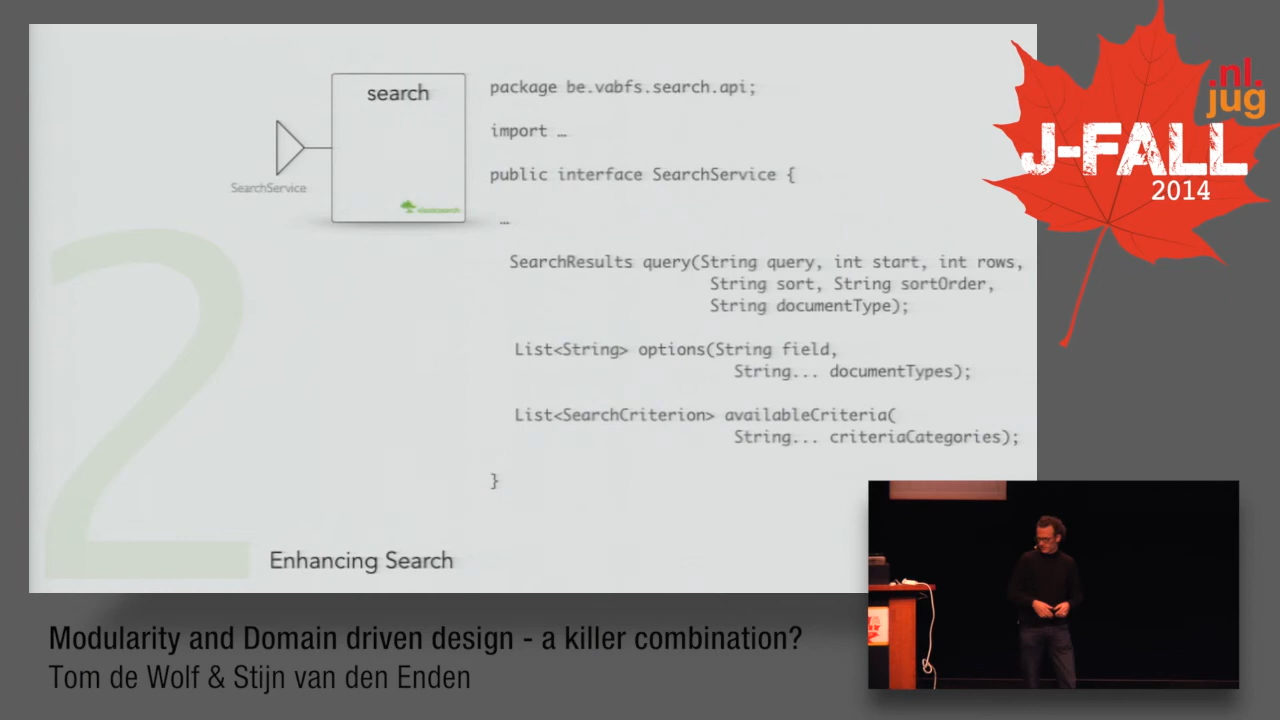 search
SearchService
elasticsearch
package be.vabfs.search.api;
import …
public interface SearchService {
…
SearchResults query(String query, int start, int rows,
String sort, String sortOrder,
String documentType);
List<String> options(String field,
String... documentTypes);
List<SearchCriterion> availableCriteria(
String... criteriaCategories);
}
2
Enhancing Search
.nl.
jug
J-FALL
2014
Modularity and Domain driven design - a killer combination?
Tom de Wolf & Stijn van den Enden